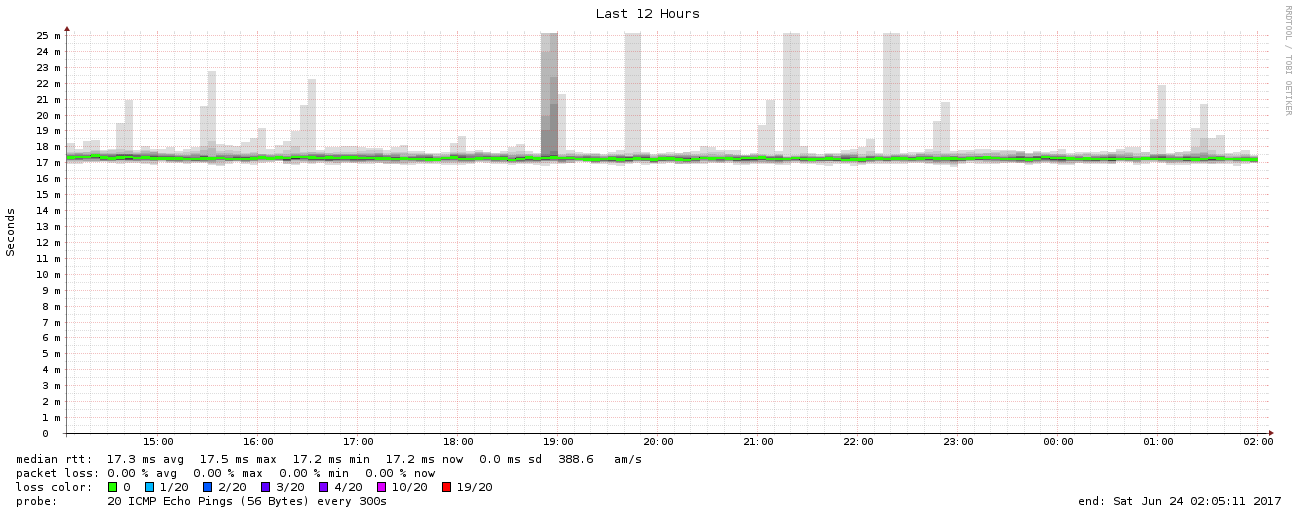 Last 12 Hours
RRDTOOL / TOBI OETIKER
Seconds
25 m
24 m
23 m
22 m
21 m
20 m
19 m
18 m
17 m
16 m
15 m
14 m
13 m
12 m
11 m
10 m
9 m
8 m
7 m
6 m
5 m
4 m
3 m
2 m
1 m
0
15:00 16:00 17:00 18:00 19:00 20:00 21:00 22:00 23:00 00:00 01:00 02:00
median rtt: 17.3 ms avg 17.5 ms max 17.2 ms min 17.2 ms now 0.0 ms sd 388.6 am/s
packet loss: 0.00 % avg 0.00 % max 0.00 % min 0.00 % now
loss color: 0 1/20 2/20 3/20 4/20 10/20 19/20
probe: 20 ICMP Echo Pings (56 Bytes) every 300s end: Sat Jun 24 02:05:11 2017